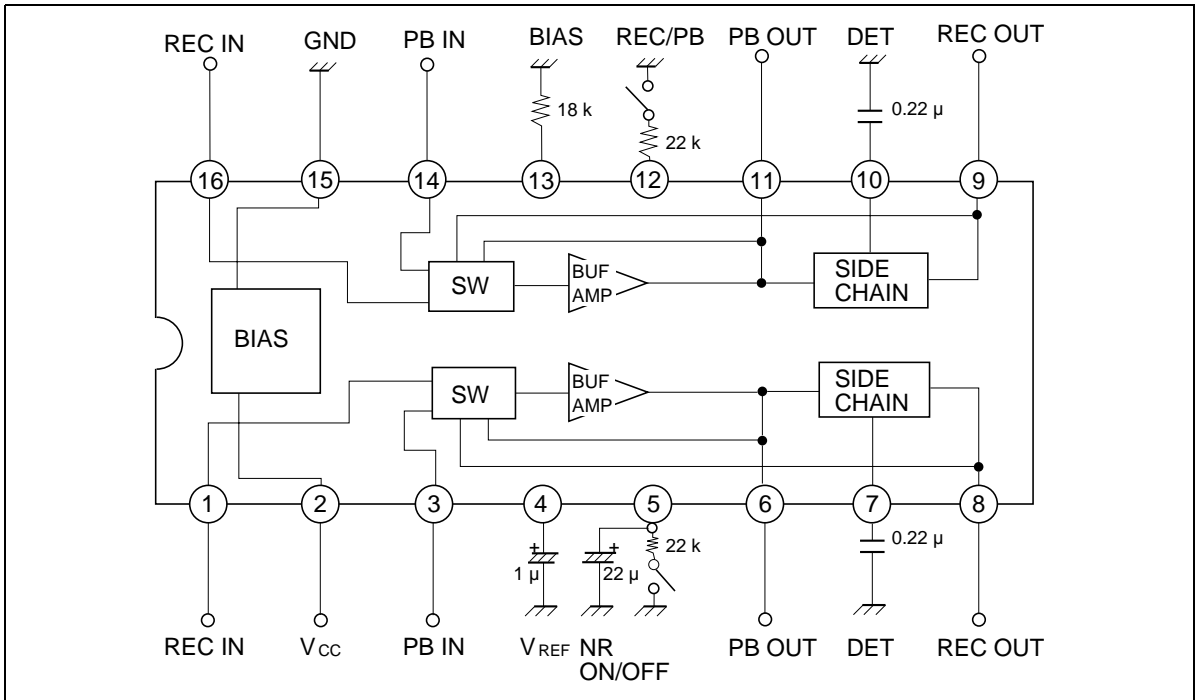 REC IN GND PB IN BIAS REC/PB PB OUT DET REC OUT
18 k
22 k
0.22 µ
16 15 14 13 12 11 10 9
SW
BUF
AMP
SIDE
CHAIN
BIAS
SW
BUF
AMP
SIDE
CHAIN
1 2 3 4 5 6 7 8
+
1 µ
+
22 µ
22 k
0.22 µ
REC IN VCC PB IN VREF NR PB OUT DET REC OUT
ON/OFF